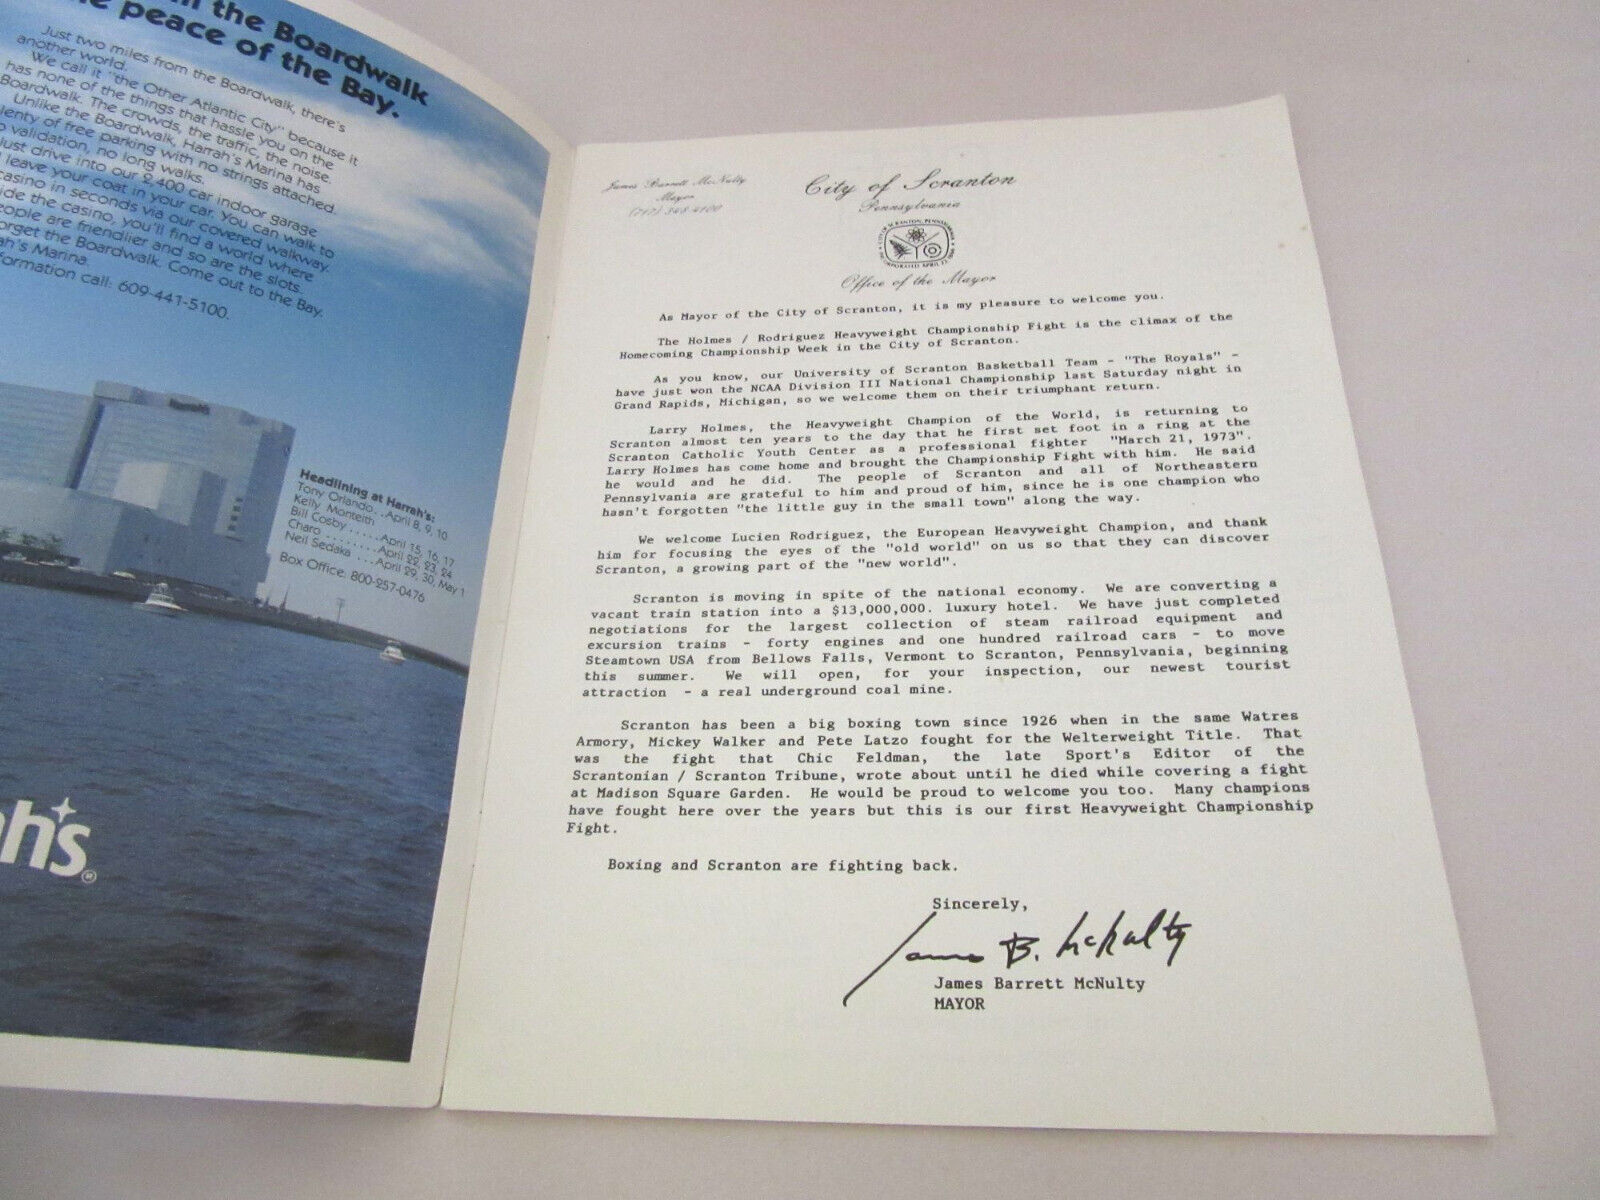 the Boardwalk
peace of the Bay.
Just two miles from the Boardwalk, there's
another world.
We call it "the Other Atlantic City" because it
has none of the things that hassle you on the
Boardwalk. The crowds, the traffic, the noise.
Unlike the Boardwalk, Harrah's Marina has
plenty of free parking with no strings attached.
validation, no long walks.
Just drive into our 2,400 car indoor garage
leave your coat in your car. You can walk to
casino in seconds via our covered walkway.
the casino, you'll find a world where
people are friendlier and so are the slots.
forget the Boardwalk. Come out to the Bay.
Marina.
call: 609-441-5100.
Harrah's
Headlining at Harrah's:
Tony Orlando...April 8, 9, 10
Kelly Monteith
Bill Cosby......April 15, 16, 17
Charo.........April 22, 23, 24
Neil Sedaka....April 29, 30, May 1
Box Office: 800-257-0476
ah's®
James Barrett McNulty
Mayor
(717) 348-4100
City of Scranton
Pennsylvania
CITY OF SCRANTON, PENNSYLVANIA
INCORPORATED APRIL 23, 1866
Office of the Mayor
As Mayor of the City of Scranton, it is my pleasure to welcome you.
The Holmes / Rodriguez Heavyweight Championship Fight is the climax of the
Homecoming Championship Week in the City of Scranton.
As you know, our University of Scranton Basketball Team - "The Royals" -
have just won the NCAA Division III National Championship last Saturday night in
Grand Rapids, Michigan, so we welcome them on their triumphant return.
Larry Holmes, the Heavyweight Champion of the World, is returning to
Scranton almost ten years to the day that he first set foot in a ring at the
Scranton Catholic Youth Center as a professional fighter "March 21, 1973".
Larry Holmes has come home and brought the Championship Fight with him. He said
he would and he did. The people of Scranton and all of Northeastern
Pennsylvania are grateful to him and proud of him, since he is one champion who
hasn't forgotten "the little guy in the small town" along the way.
We welcome Lucien Rodriguez, the European Heavyweight Champion, and thank
him for focusing the eyes of the "old world" on us so that they can discover
Scranton, a growing part of the "new world".
Scranton is moving in spite of the national economy. We are converting a
vacant train station into a $13,000,000. luxury hotel. We have just completed
negotiations for the largest collection of steam railroad equipment and
excursion trains - forty engines and one hundred railroad cars - to move
Steamtown USA from Bellows Falls, Vermont to Scranton, Pennsylvania, beginning
this summer. We will open, for your inspection, our newest tourist
attraction - a real underground coal mine.
Scranton has been a big boxing town since 1926 when in the same Watres
Armory, Mickey Walker and Pete Latzo fought for the Welterweight Title. That
was the fight that Chic Feldman, the late Sport's Editor of the
Scrantonian / Scranton Tribune, wrote about until he died while covering a fight
at Madison Square Garden. He would be proud to welcome you too. Many champions
have fought here over the years but this is our first Heavyweight Championship
Fight.
Boxing and Scranton are fighting back.
Sincerely,
James B. McNulty
James Barrett McNulty
MAYOR